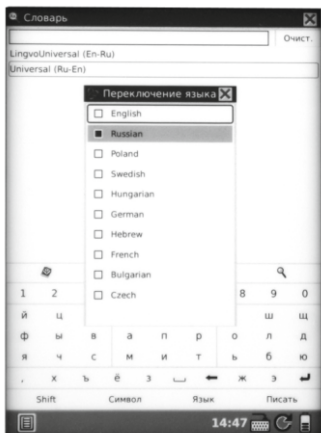 Словарь
Очист.
LingvoUniversal (En-Ru)
Universal (Ru-En)
Переключение языка
English
Russian
Poland
Swedish
Hungarian
German
Hebrew
French
Bulgarian
Czech
1 2 8 9 0
й ц ш щ
ф ы в а п р о л д
я ч с м и т ь б ю
, х ъ ё з ж э
Shift Символ Язык Писать
14:47